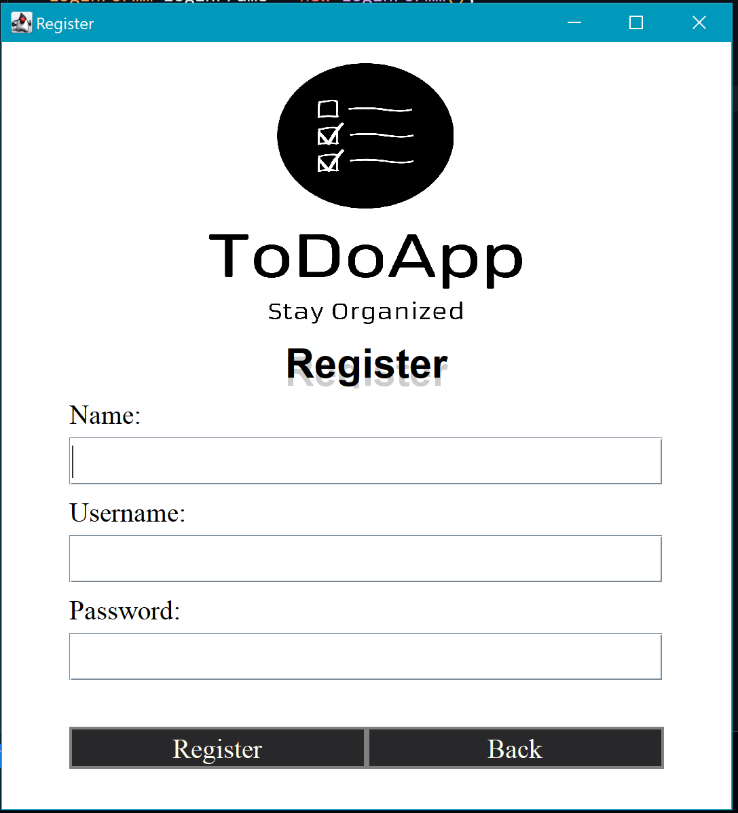 Register
ToDoApp
Stay Organized
Register
Name:
Username:
Password:
Register Back